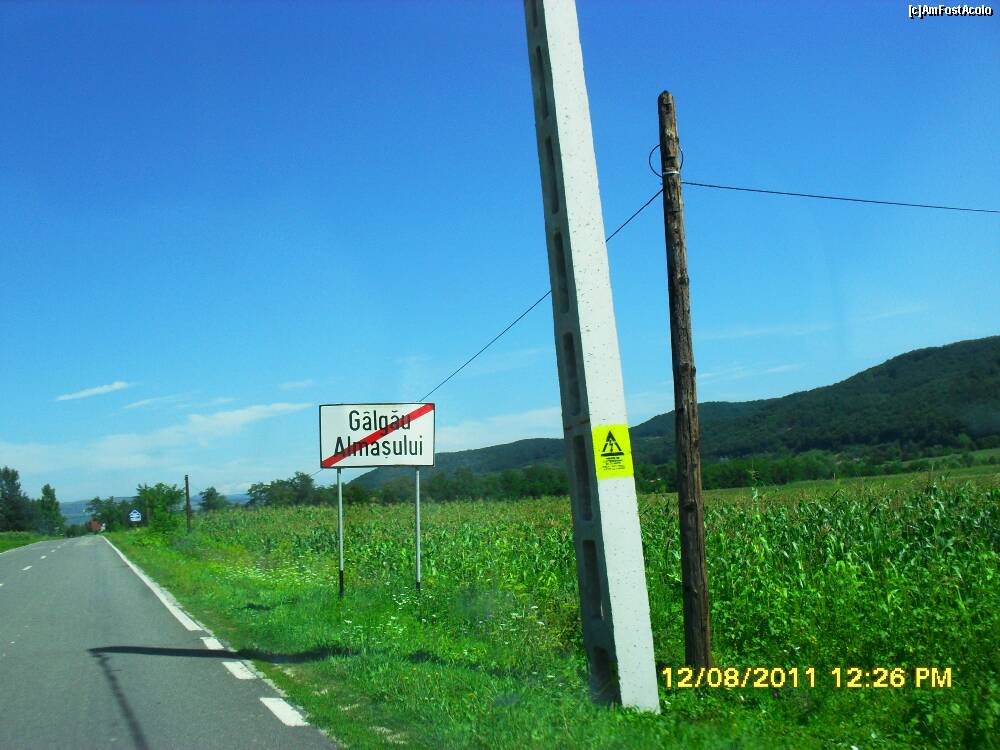 [c]AmFostAcolo
Gâlgău
Almașului
12/08/2011 12:26 PM